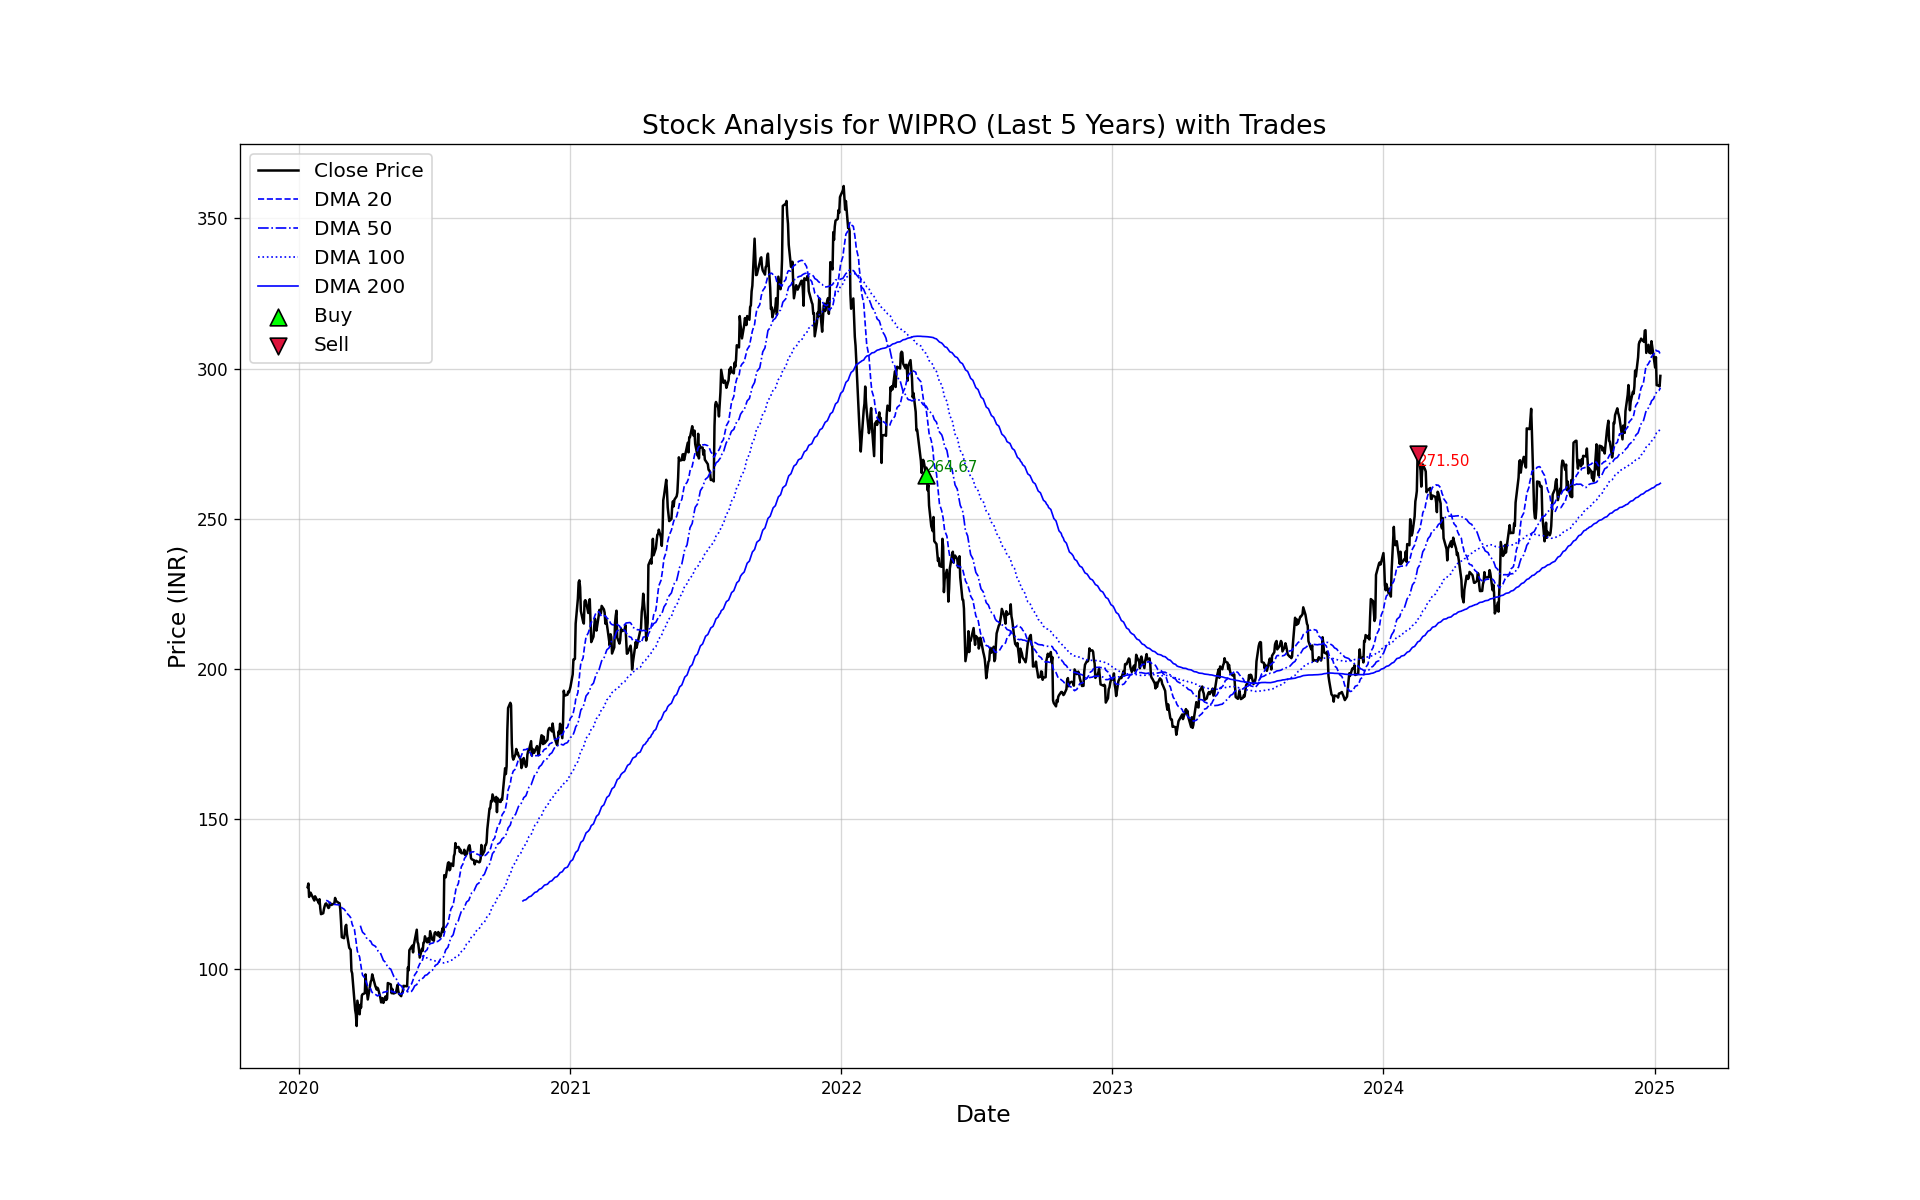 Stock Analysis for WIPRO (Last 5 Years) with Trades
Close Price
DMA 20
DMA 50
DMA 100
DMA 200
Buy
Sell
350
300
250
200
150
100
Price (INR)
264.67
271.50
2020
2021
2022
2023
2024
2025
Date